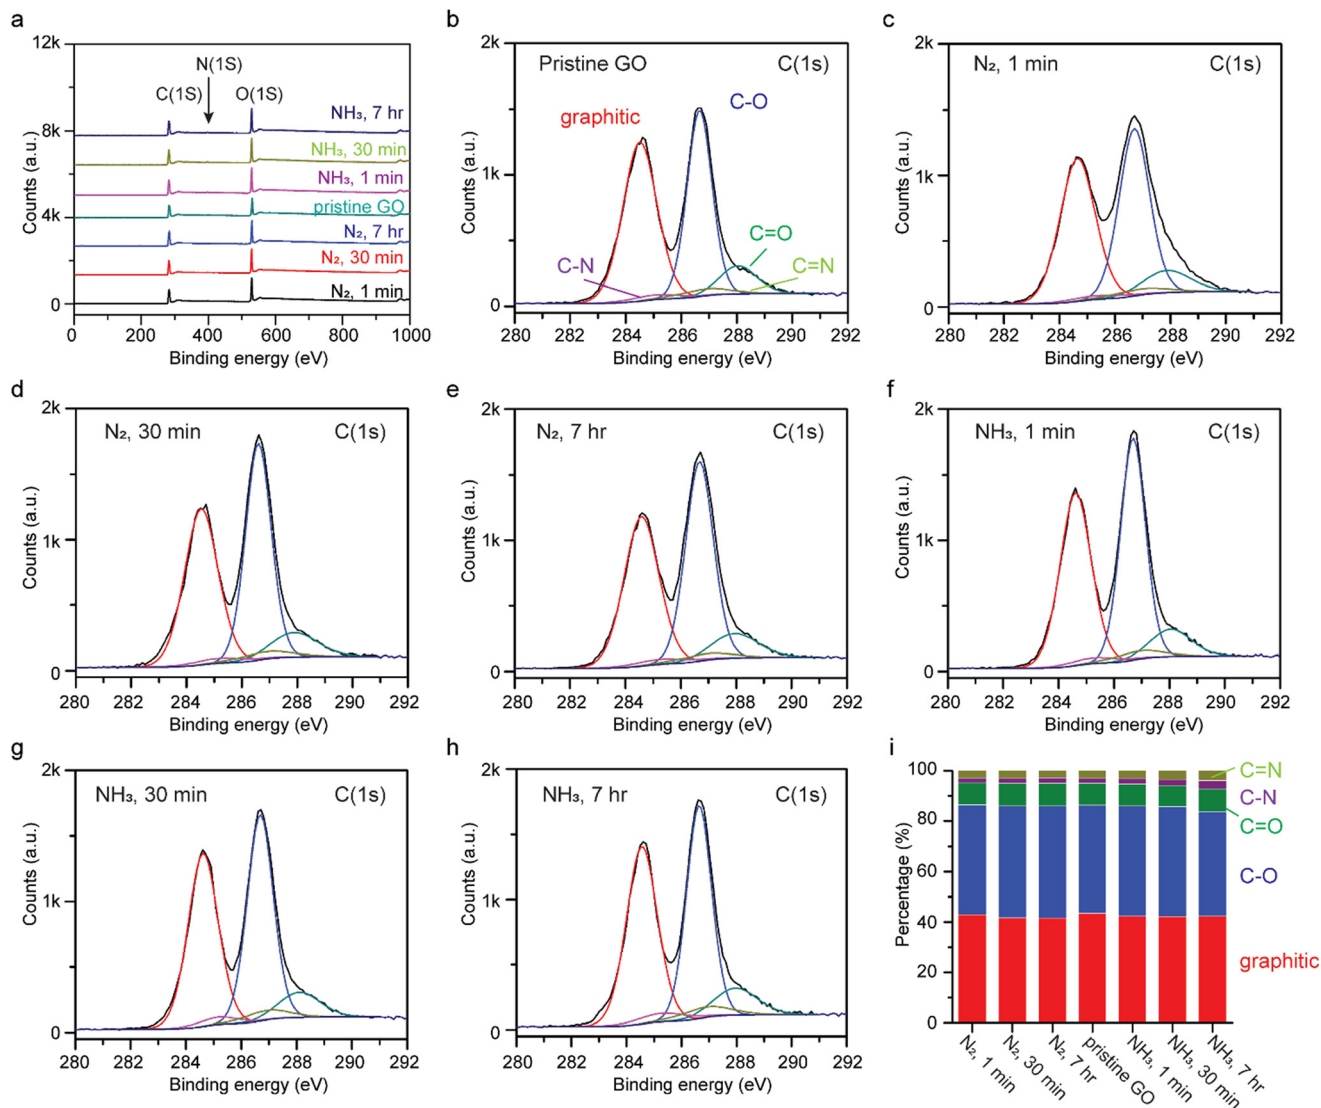 a
12k
8k
4k
0
Counts (a.u.)
N(1S)
C(1S)
O(1S)
NH₃, 7 hr
NH₃, 30 min
NH₃, 1 min
pristine GO
N₂, 7 hr
N₂, 30 min
N₂, 1 min
0 200 400 600 800 1000
Binding energy (eV)
b
2k
1k
0
Counts (a.u.)
Pristine GO
C(1s)
graphitic
C-O
C=O
C-N
C=N
280 282 284 286 288 290 292
Binding energy (eV)
c
2k
1k
0
Counts (a.u.)
N₂, 1 min
C(1s)
280 282 284 286 288 290 292
Binding energy (eV)
d
2k
1k
0
Counts (a.u.)
N₂, 30 min
C(1s)
280 282 284 286 288 290 292
Binding energy (eV)
e
2k
1k
0
Counts (a.u.)
N₂, 7 hr
C(1s)
280 282 284 286 288 290 292
Binding energy (eV)
f
2k
1k
0
Counts (a.u.)
NH₃, 1 min
C(1s)
280 282 284 286 288 290 292
Binding energy (eV)
g
2k
1k
0
Counts (a.u.)
NH₃, 30 min
C(1s)
280 282 284 286 288 290 292
Binding energy (eV)
h
2k
1k
0
Counts (a.u.)
NH₃, 7 hr
C(1s)
280 282 284 286 288 290 292
Binding energy (eV)
i
100
80
60
40
20
0
Percentage (%)
C=N
C-N
C=O
C-O
graphitic
N₂, 1 min
N₂, 30 min
N₂, 7 hr
pristine GO
NH₃, 1 min
NH₃, 30 min
NH₃, 7 hr